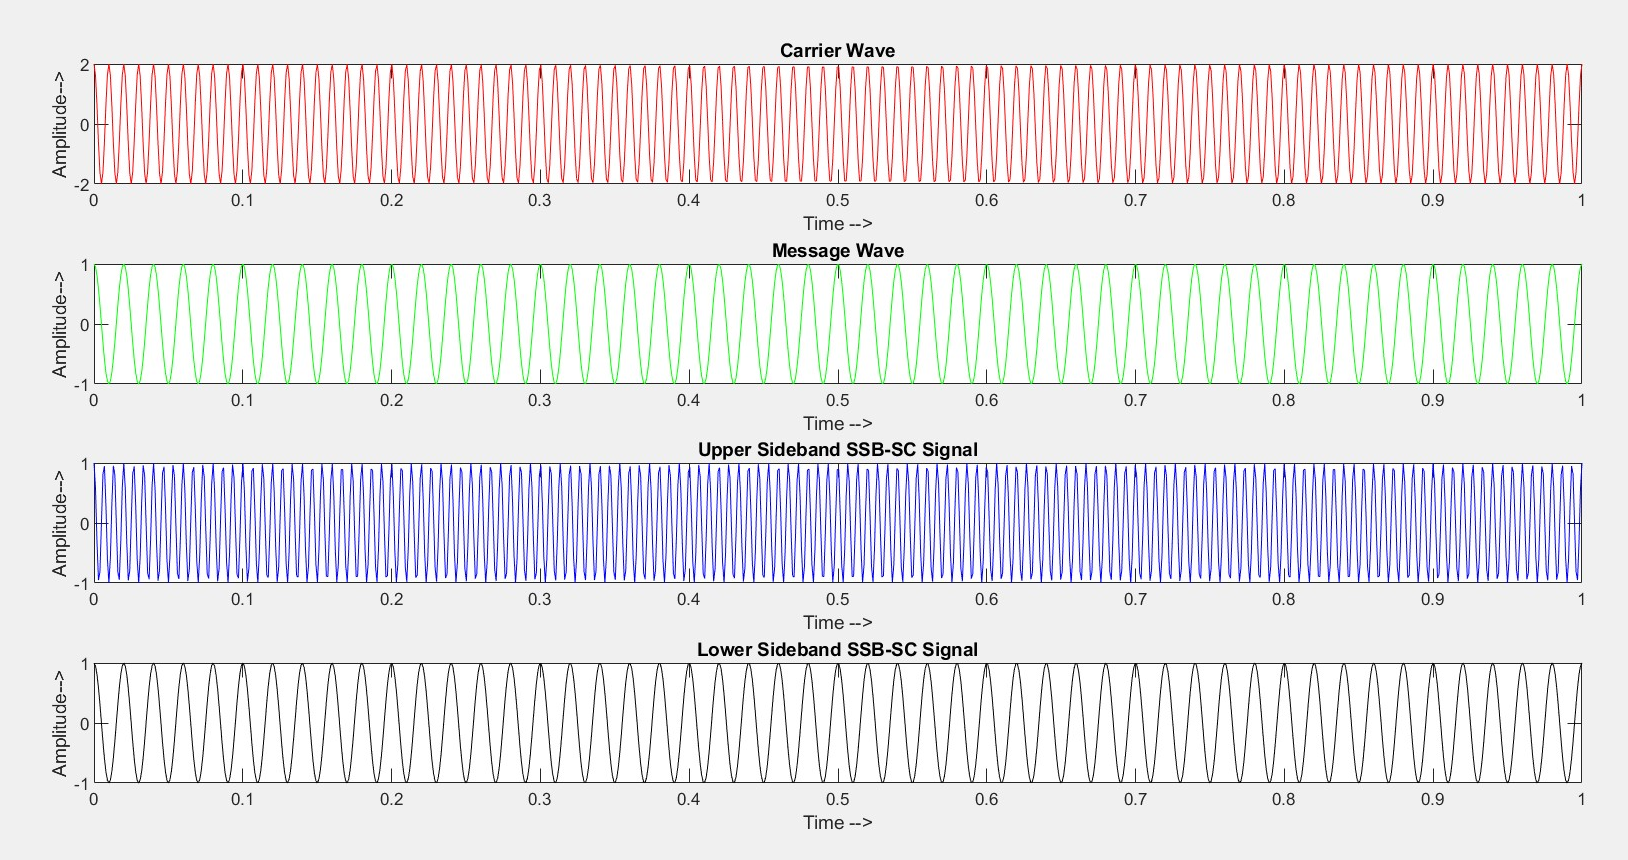 Carrier Wave
2
0
-2
Amplitude-->
0 0.1 0.2 0.3 0.4 0.5 0.6 0.7 0.8 0.9 1
Time -->
Message Wave
1
0
-1
Amplitude-->
0 0.1 0.2 0.3 0.4 0.5 0.6 0.7 0.8 0.9 1
Time -->
Upper Sideband SSB-SC Signal
1
0
-1
Amplitude-->
0 0.1 0.2 0.3 0.4 0.5 0.6 0.7 0.8 0.9 1
Time -->
Lower Sideband SSB-SC Signal
1
0
-1
Amplitude-->
0 0.1 0.2 0.3 0.4 0.5 0.6 0.7 0.8 0.9 1
Time -->